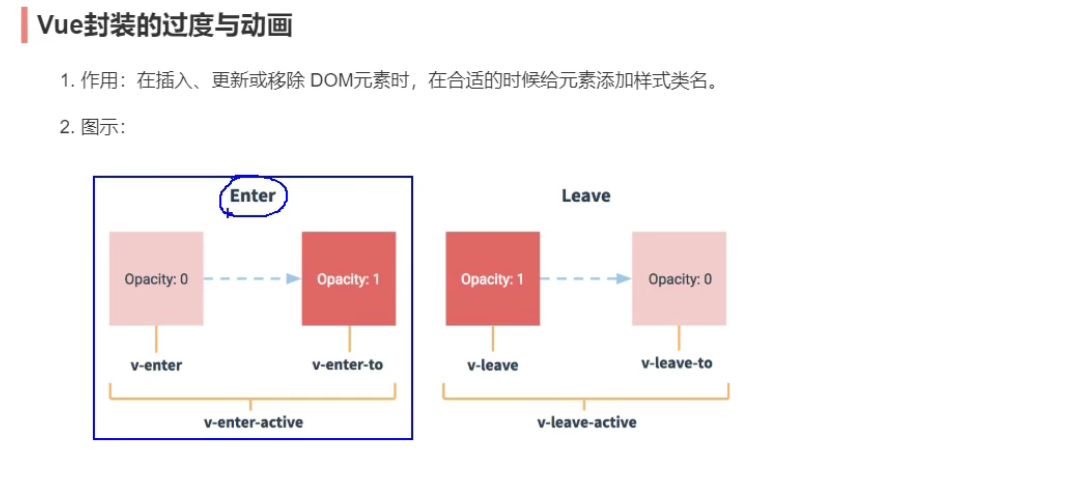 Vue封装的过度与动画
1. 作用：在插入、更新或移除 DOM元素时，在合适的时候给元素添加样式类名。
2. 图示：
Enter
Leave
Opacity: 0
Opacity: 1
Opacity: 1
Opacity: 0
v-enter
v-enter-to
v-leave
v-leave-to
v-enter-active
v-leave-active